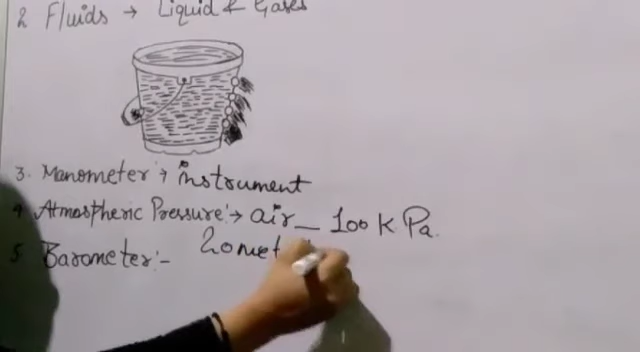 2 Fluids → Liquid & Gases
3. Manometer → instrument
4 Atmospheric Pressure:→ air _ 100 K Pa.
5 Barometer:-